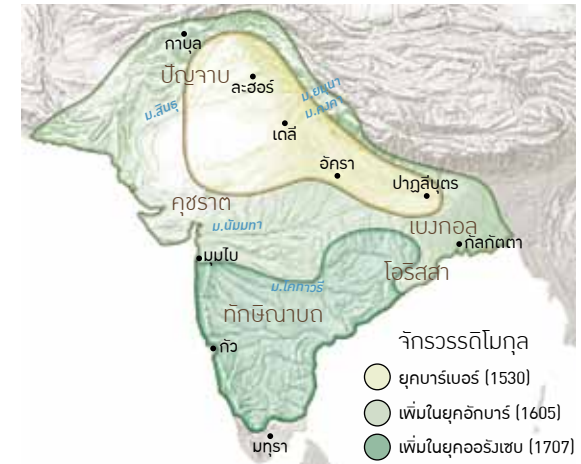 กาบุล
ปัญจาบ
ละฮอร์
ม.สินธุ
ม.ยมุนา
ม.คงคา
เดลี
อัครา
ปาฏลีบุตร
คุชราต
ม.นัมมทา
เบงกอล
กัลกัตตา
มุมไบ
ม.โคทาวรี
โอริสสา
ทักษิณาบถ
กัว
มทุรา
จักรวรรดิโมกุล
ยุคบาร์เบอร์ (1530)
เพิ่มในยุคอักบาร์ (1605)
เพิ่มในยุคออรังเซบ (1707)